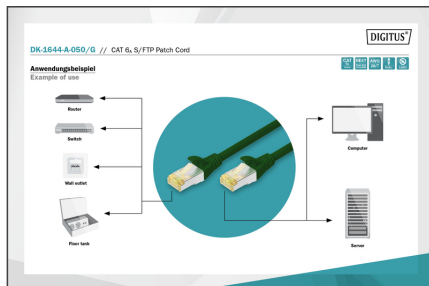 DIGITUS®
DK-1644-A-050/G // CAT 6A S/FTP Patch Cord
Anwendungsbeispiel
Example of use
CAT
Router
Switch
Wall outlet
Floor tank
Computer
Server